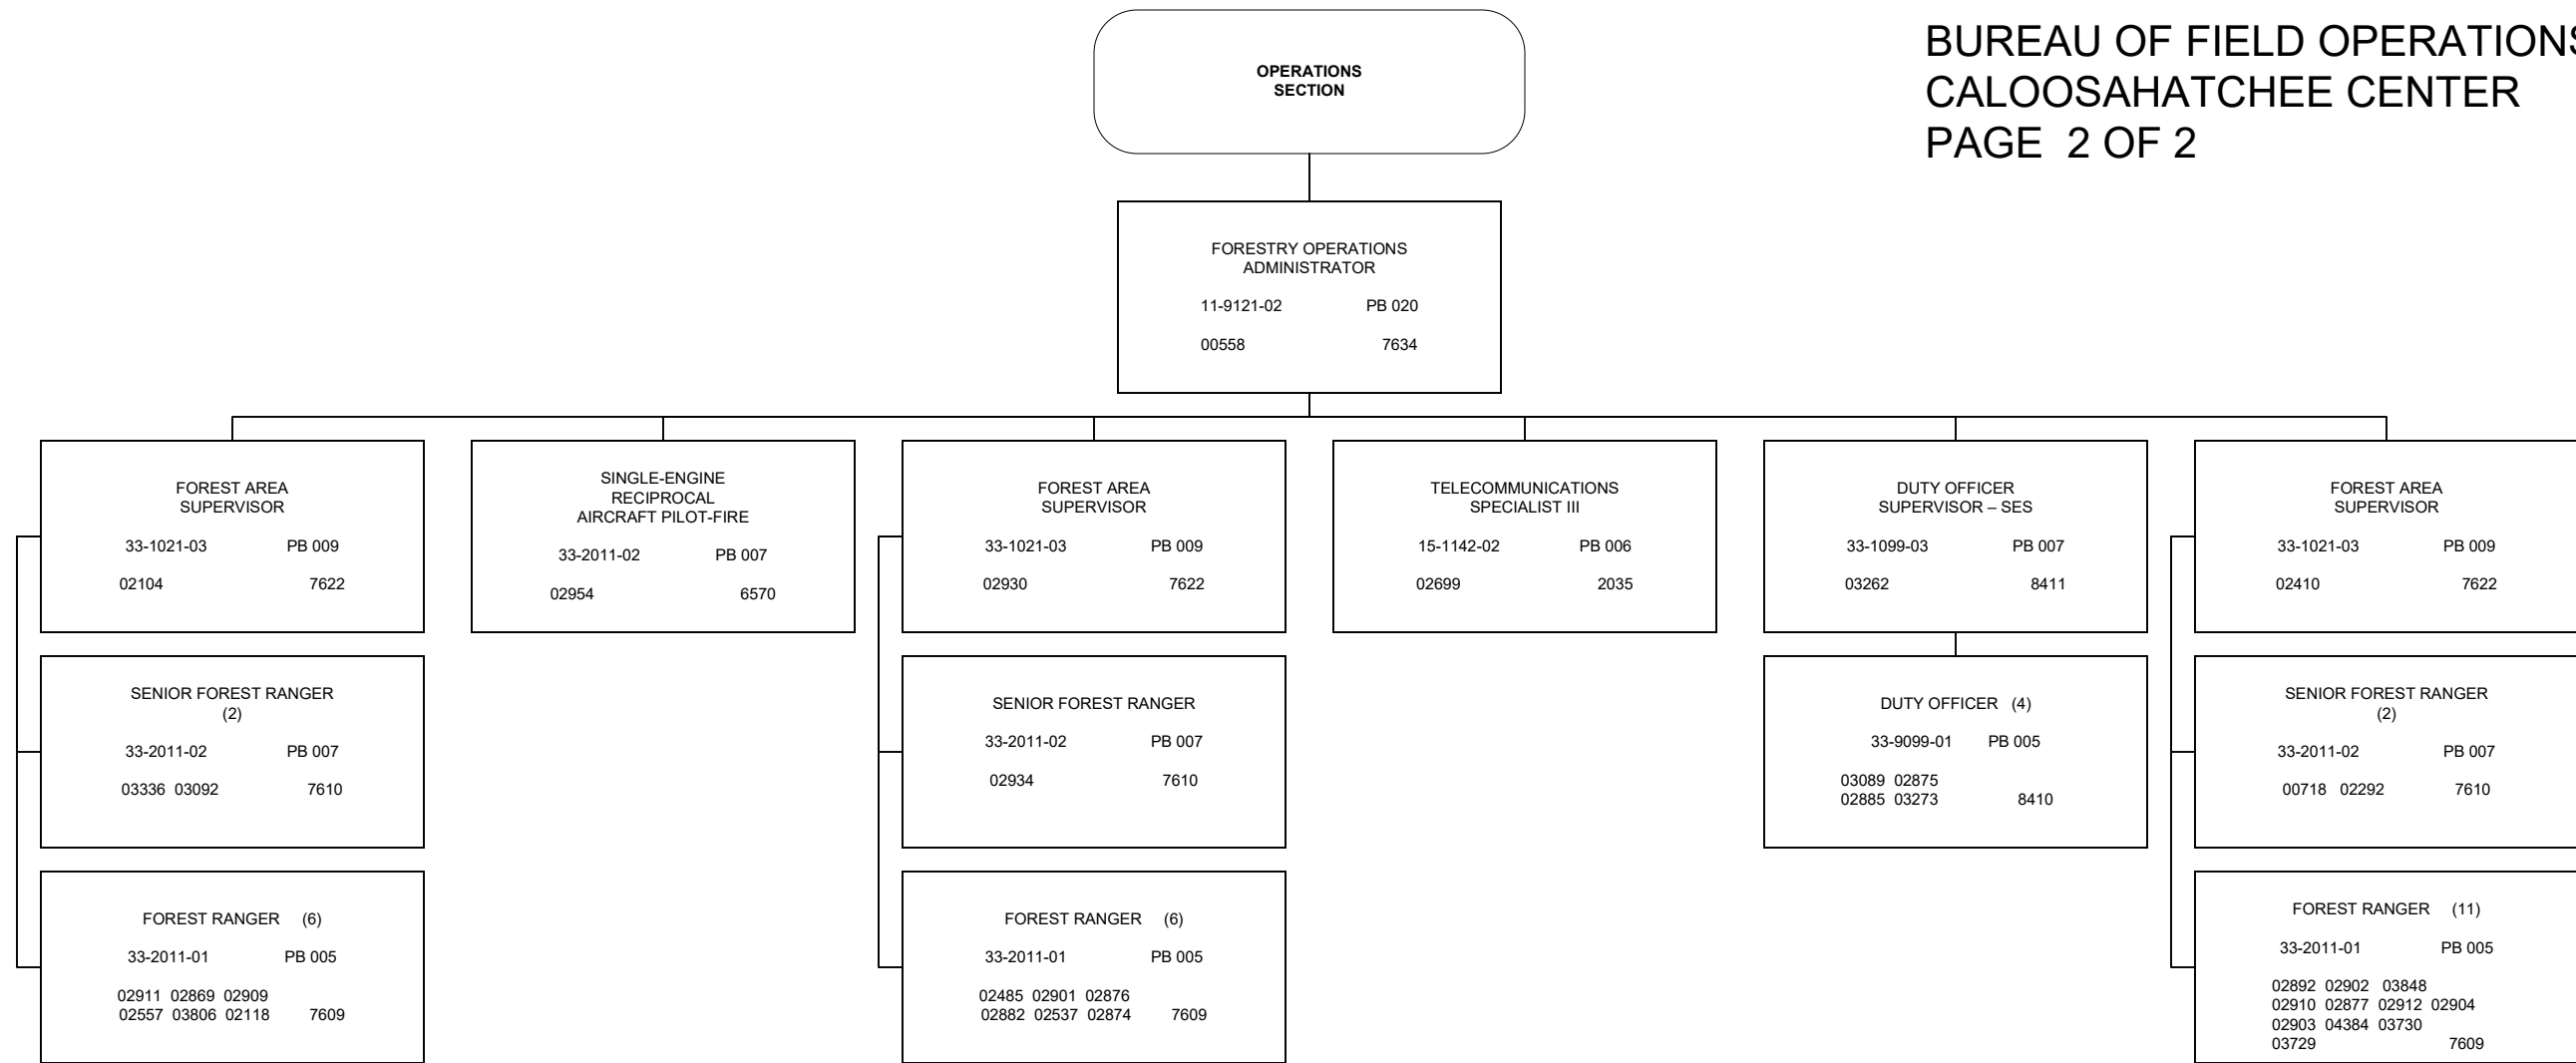 BUREAU OF FIELD OPERATIONS
CALOOSAHATCHEE CENTER
PAGE 2 OF 2
OPERATIONS
SECTION
FORESTRY OPERATIONS
ADMINISTRATOR
11-9121-02 PB 020
00558 7634
FOREST AREA
SUPERVISOR
33-1021-03 PB 009
02104 7622
SENIOR FOREST RANGER
(2)
33-2011-02 PB 007
03336 03092 7610
FOREST RANGER (6)
33-2011-01 PB 005
02911 02869 02909
02557 03806 02118 7609
SINGLE-ENGINE
RECIPROCAL
AIRCRAFT PILOT-FIRE
33-2011-02 PB 007
02954 6570
FOREST AREA
SUPERVISOR
33-1021-03 PB 009
02930 7622
SENIOR FOREST RANGER
33-2011-02 PB 007
02934 7610
FOREST RANGER (6)
33-2011-01 PB 005
02485 02901 02876
02882 02537 02874 7609
TELECOMMUNICATIONS
SPECIALIST III
15-1142-02 PB 006
02699 2035
DUTY OFFICER
SUPERVISOR – SES
33-1099-03 PB 007
03262 8411
DUTY OFFICER (4)
33-9099-01 PB 005
03089 02875
02885 03273 8410
FOREST AREA
SUPERVISOR
33-1021-03 PB 009
02410 7622
SENIOR FOREST RANGER
(2)
33-2011-02 PB 007
00718 02292 7610
FOREST RANGER (11)
33-2011-01 PB 005
02892 02902 03848
02910 02877 02912 02904
02903 04384 03730
03729 7609